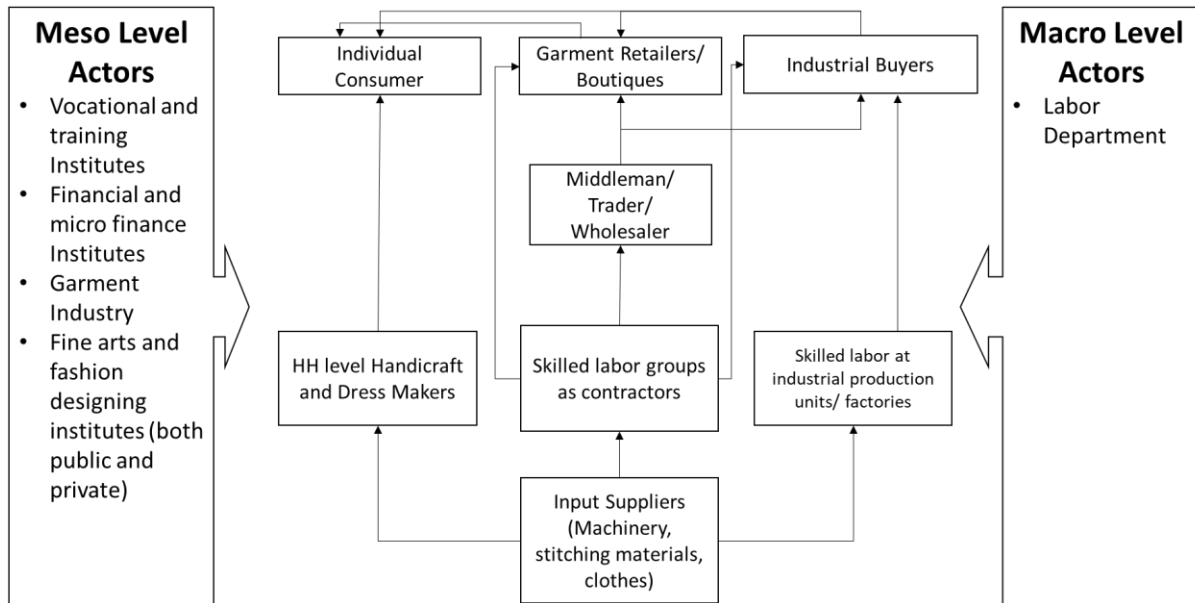 Meso Level
Actors
• Vocational and
training
Institutes
• Financial and
micro finance
Institutes
• Garment
Industry
• Fine arts and
fashion
designing
institutes (both
public and
private)
Individual
Consumer
Garment Retailers/
Boutiques
Industrial Buyers
Middleman/
Trader/
Wholesaler
HH level Handicraft
and Dress Makers
Skilled labor groups
as contractors
Skilled labor at
industrial production
units/ factories
Input Suppliers
(Machinery,
stitching materials,
clothes)
Macro Level
Actors
• Labor
Department